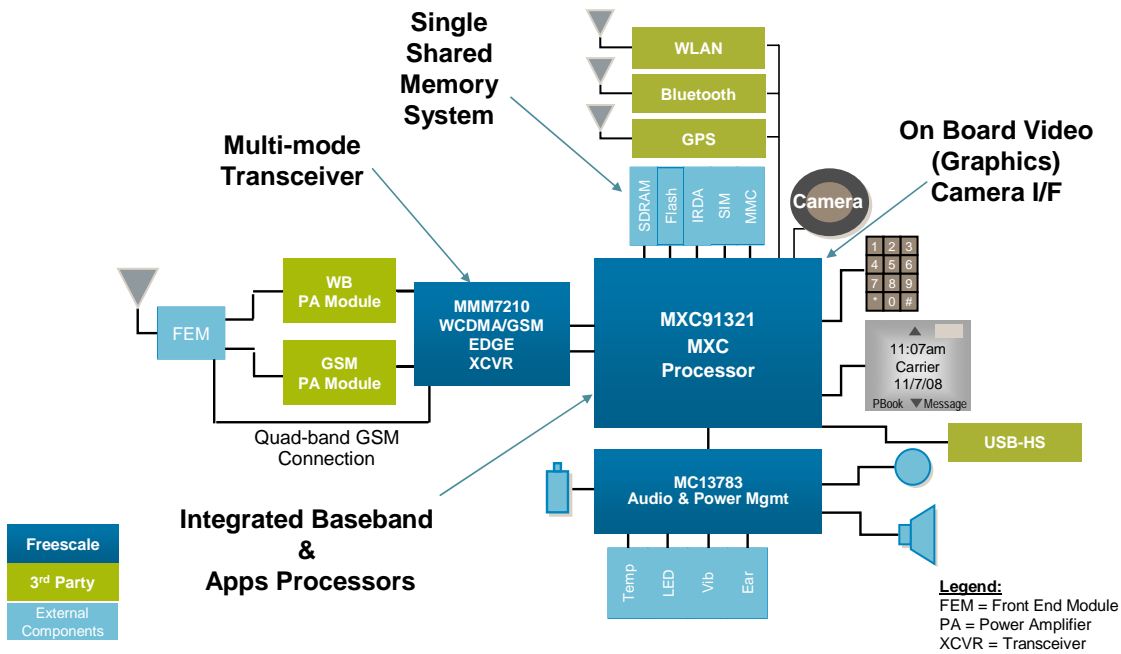 Single
Shared
Memory
System
WLAN
Bluetooth
GPS
Multi-mode
Transceiver
On Board Video
(Graphics)
Camera I/F
SDRAM
Flash
IRDA
SIM
MMC
Camera
1 2 3
4 5 6
7 8 9
* 0 #
WB
PA Module
FEM
GSM
PA Module
MMM7210
WCDMA/GSM
EDGE
XCVR
MXC91321
MXC
Processor
11:07am
Carrier
11/7/08
PBook Message
Quad-band GSM
Connection
USB-HS
MC13783
Audio & Power Mgmt
Integrated Baseband
&
Apps Processors
Temp
LED
Vib
Ear
Freescale
3rd Party
External
Components
Legend:
FEM = Front End Module
PA = Power Amplifier
XCVR = Transceiver